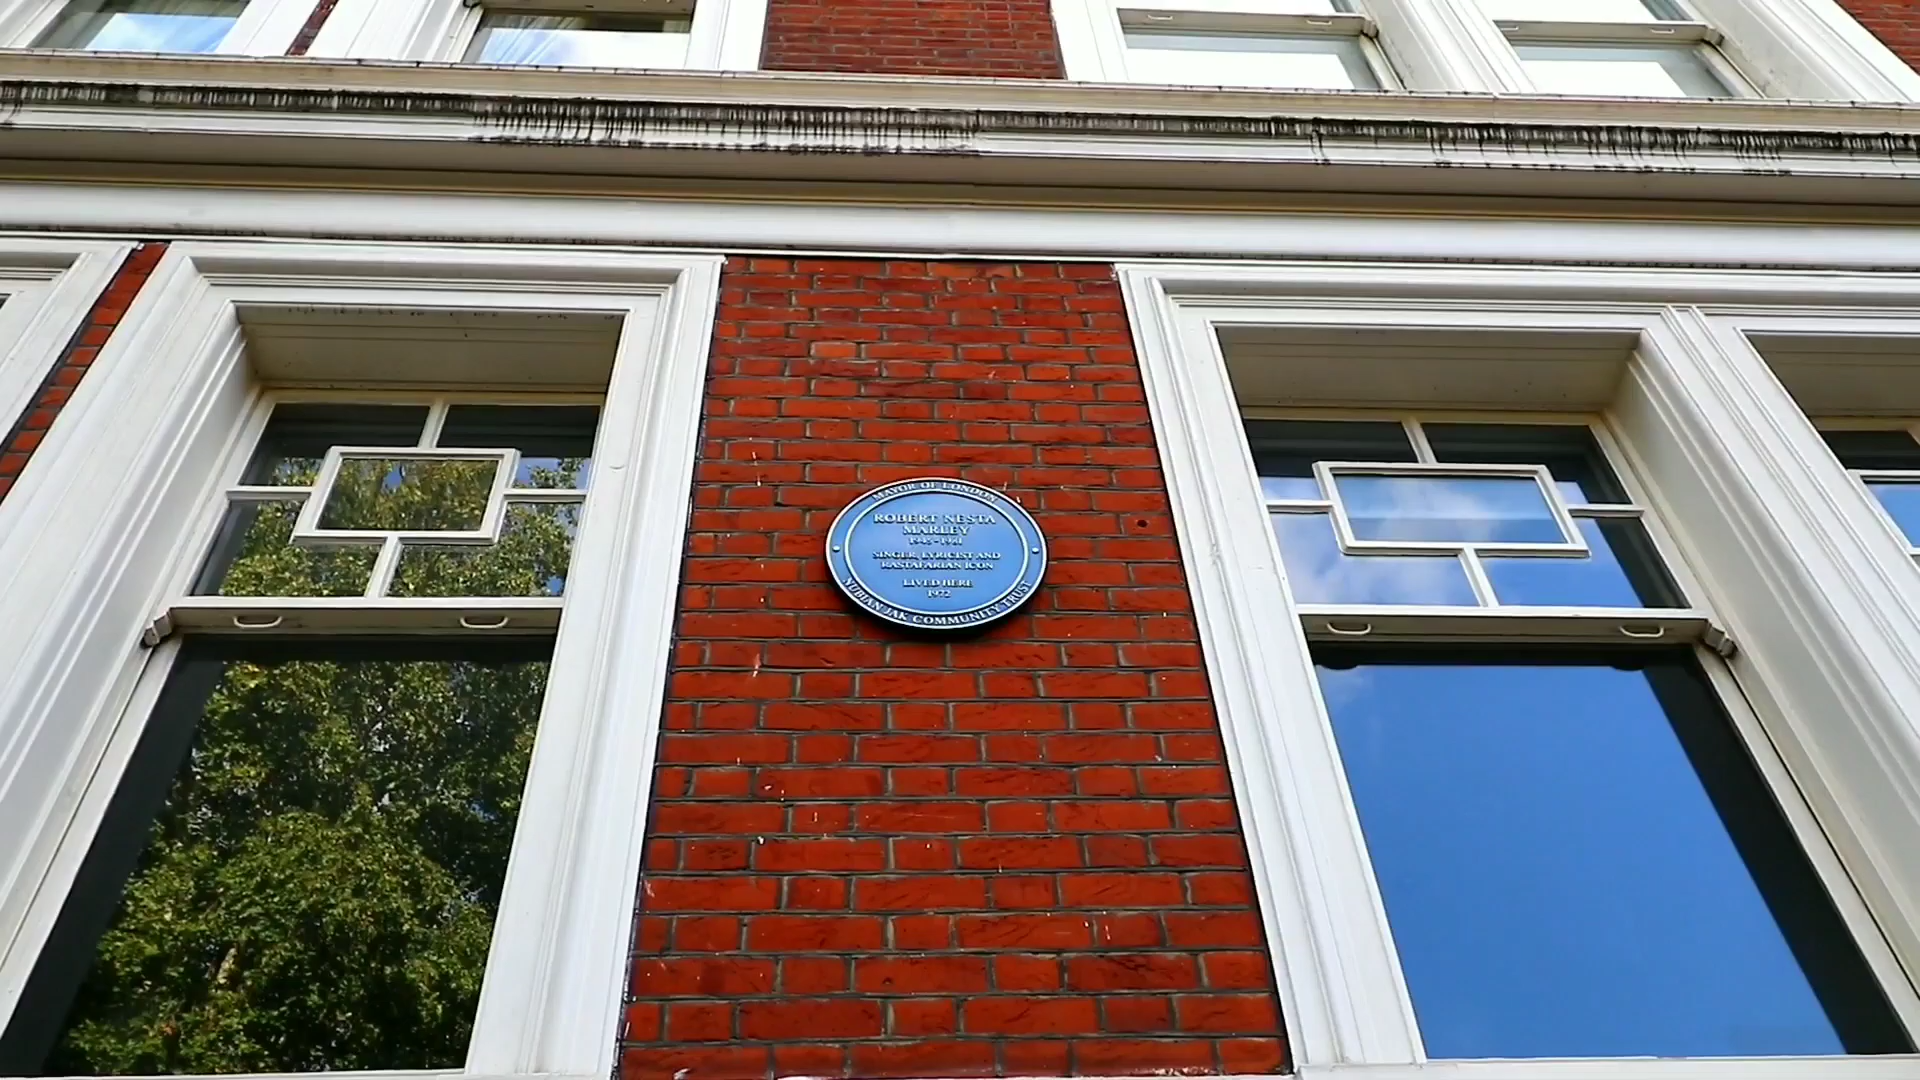 MAYOR OF LONDON
ROBERT NESTA
MARLEY
1945-1981
SINGER, LYRICIST AND
RASTAFARIAN ICON
LIVED HERE
1972
NUBIAN JAK COMMUNITY TRUST